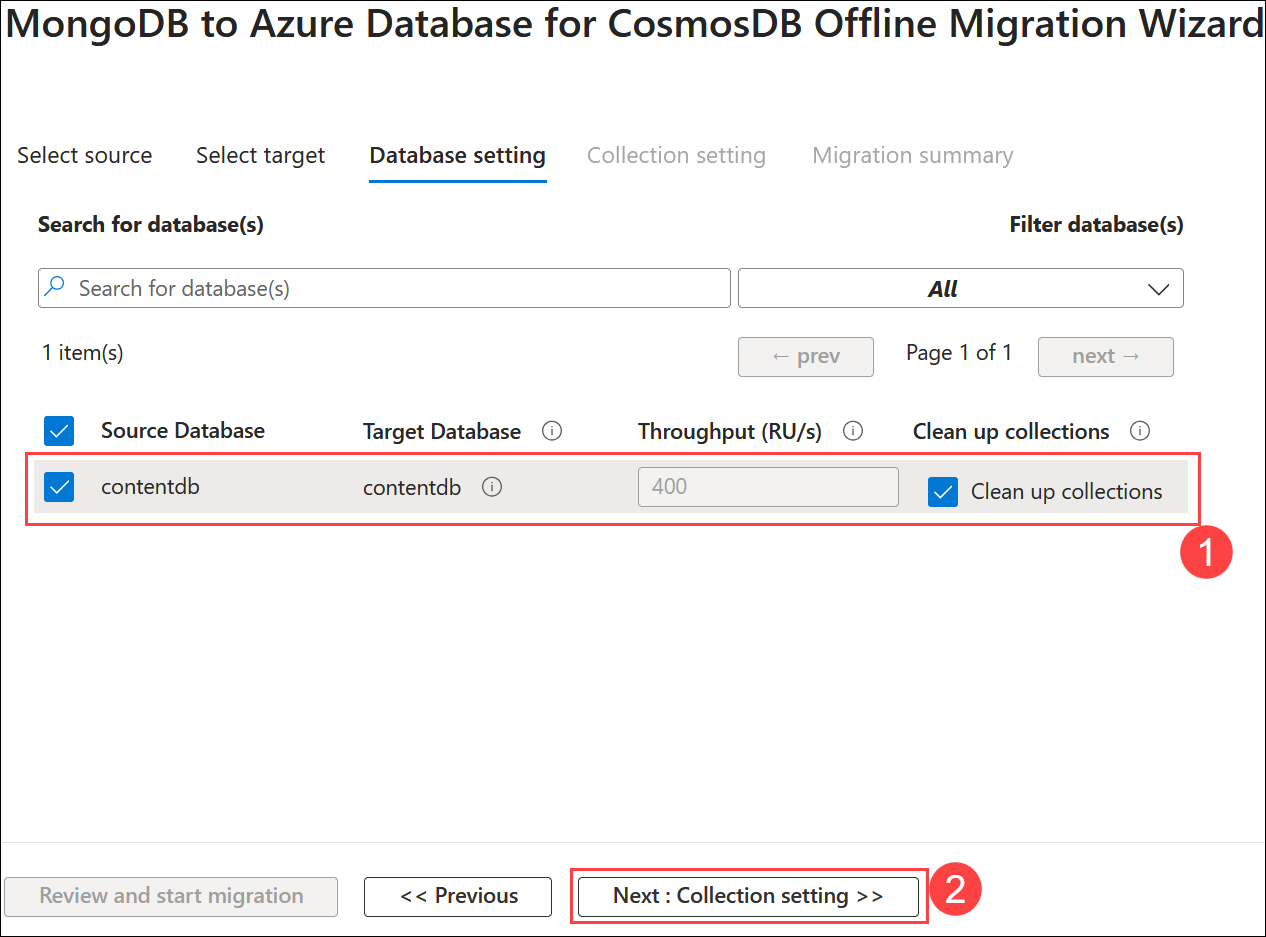 MongoDB to Azure Database for CosmosDB Offline Migration Wizard
Select source Select target Database setting Collection setting Migration summary
Search for database(s) Filter database(s)
Search for database(s) All
1 item(s) ← prev Page 1 of 1 next →
Source Database Target Database Throughput (RU/s) Clean up collections
contentdb contentdb 400 Clean up collections
1
Review and start migration << Previous Next : Collection setting >> 2